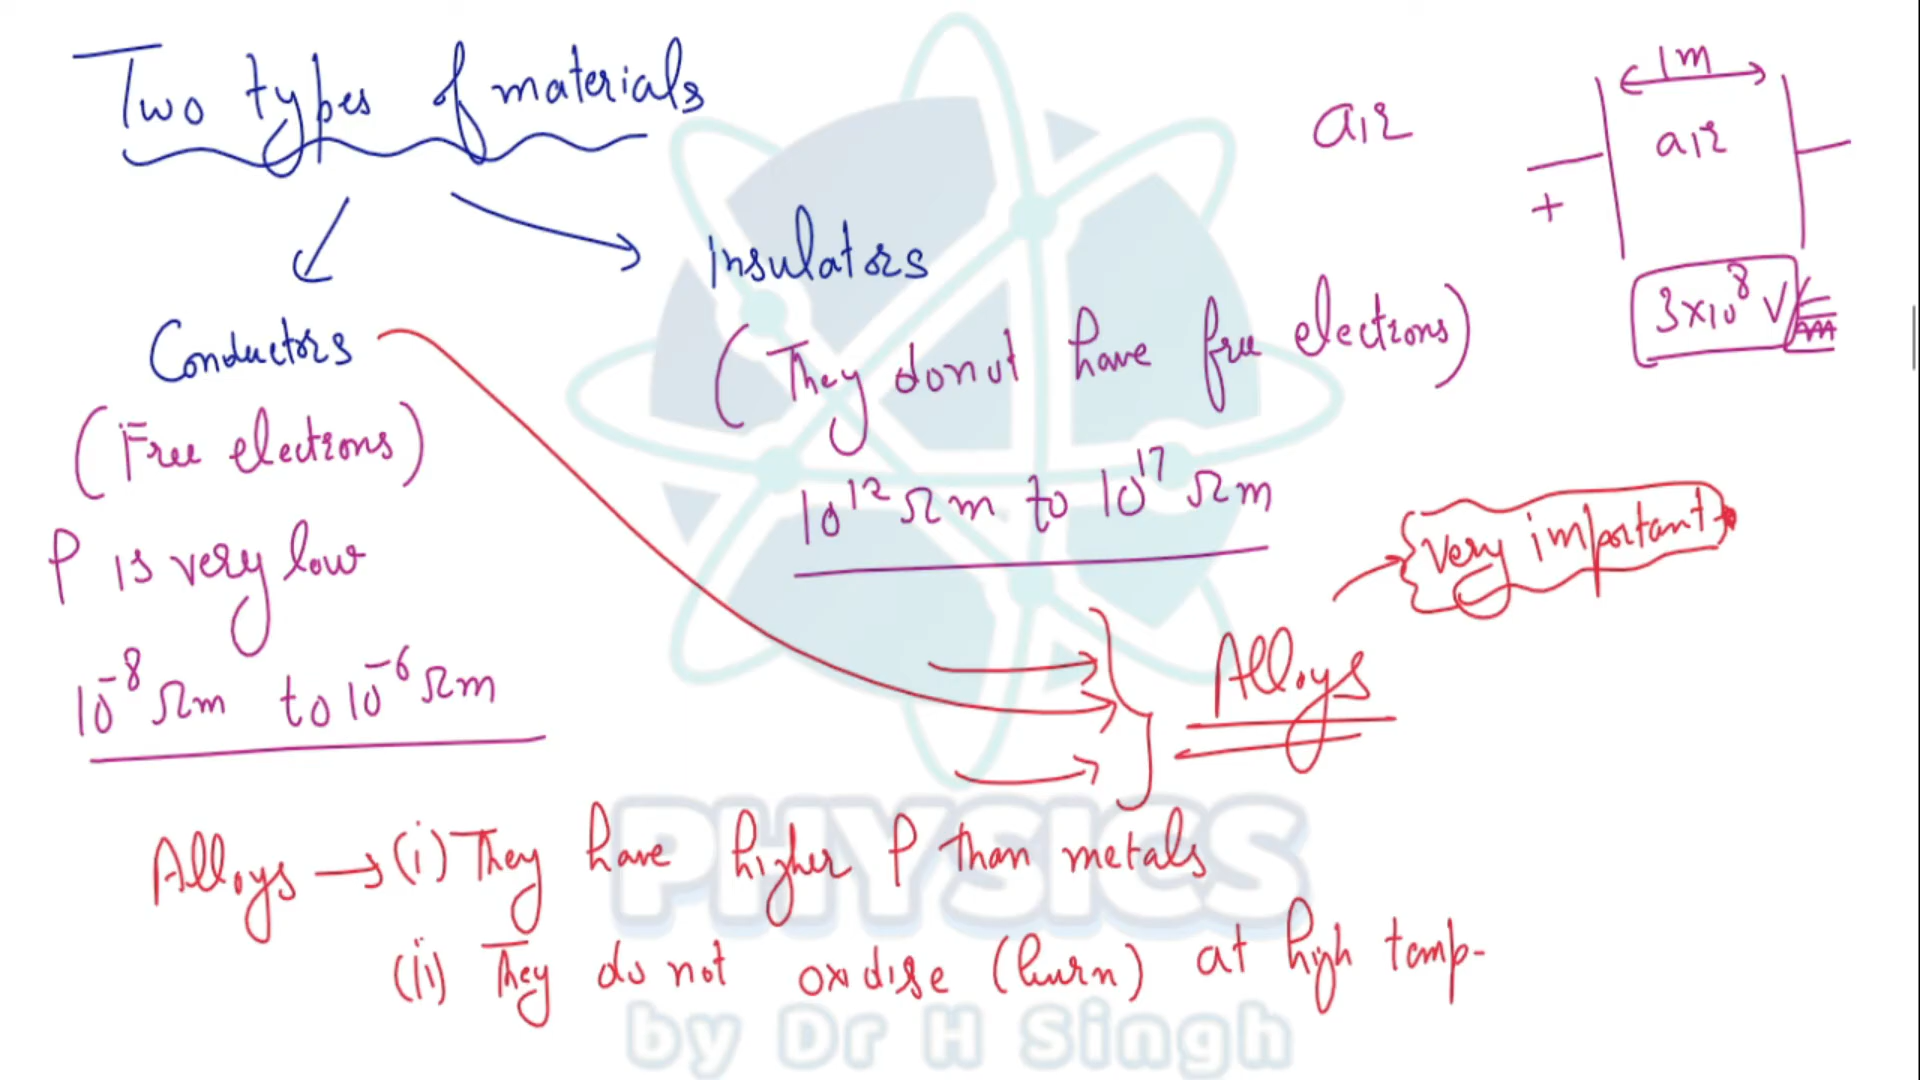 Two types of materials
1m
air
air
+
3×10⁸ V
Insulators
Conductors
(They donot have free electrons)
(Free electrons)
10¹² Ωm to 10¹⁷ Ωm
ρ is very low
Very important
10⁻⁸ Ωm to 10⁻⁶ Ωm
Alloys
Alloys → (i) They have higher ρ than metals
(ii) They do not oxidise (burn) at high temp.
PHYSICS
by Dr H Singh